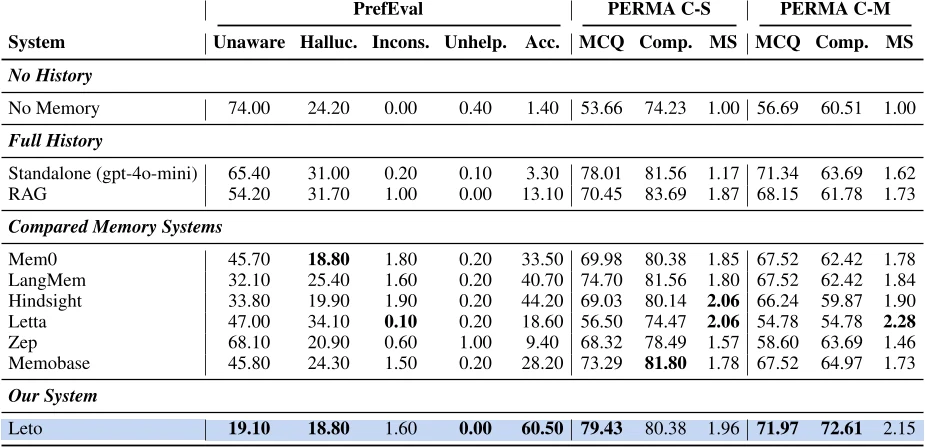 PrefEval PERMA C-S PERMA C-M
System Unaware Halluc. Incons. Unhelp. Acc. MCQ Comp. MS MCQ Comp. MS
No History
No Memory 74.00 24.20 0.00 0.40 1.40 53.66 74.23 1.00 56.69 60.51 1.00
Full History
Standalone (gpt-4o-mini) 65.40 31.00 0.20 0.10 3.30 78.01 81.56 1.17 71.34 63.69 1.62
RAG 54.20 31.70 1.00 0.00 13.10 70.45 83.69 1.87 68.15 61.78 1.73
Compared Memory Systems
Mem0 45.70 18.80 1.80 0.20 33.50 69.98 80.38 1.85 67.52 62.42 1.78
LangMem 32.10 25.40 1.60 0.20 40.70 74.70 81.56 1.80 67.52 62.42 1.84
Hindsight 33.80 19.90 1.90 0.20 44.20 69.03 80.14 2.06 66.24 59.87 1.90
Letta 47.00 34.10 0.10 0.20 18.60 56.50 74.47 2.06 54.78 54.78 2.28
Zep 68.10 20.90 0.60 1.00 9.40 68.32 78.49 1.57 58.60 63.69 1.46
Memobase 45.80 24.30 1.50 0.20 28.20 73.29 81.80 1.78 67.52 64.97 1.73
Our System
Leto 19.10 18.80 1.60 0.00 60.50 79.43 80.38 1.96 71.97 72.61 2.15